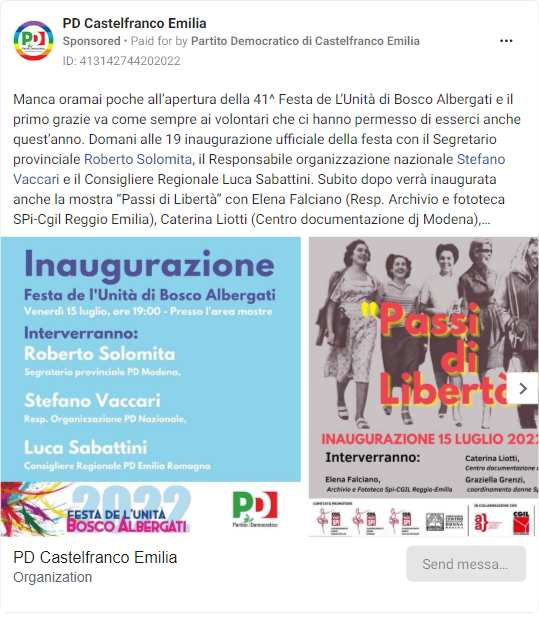 PD Castelfranco Emilia
Sponsored • Paid for by Partito Democratico di Castelfranco Emilia
ID: 413142744202022
Manca oramai poche all'apertura della 41^ Festa de L'Unità di Bosco Albergati e il
primo grazie va come sempre ai volontari che ci hanno permesso di esserci anche
quest'anno. Domani alle 19 inaugurazione ufficiale della festa con il Segretario
provinciale Roberto Solomita, il Responsabile organizzazione nazionale Stefano
Vaccari e il Consigliere Regionale Luca Sabattini. Subito dopo verrà inaugurata
anche la mostra “Passi di Libertà” con Elena Falciano (Resp. Archivio e fototeca
SPi-Cgil Reggio Emilia), Caterina Liotti (Centro documentazione dj Modena),...
Inaugurazione
Festa de l'Unità di Bosco Albergati
Venerdì 15 luglio, ore 19:00 - Presso l'area mostre
Interverranno:
Roberto Solomita
Segratario provinciale PD Modena,
Stefano Vaccari
Resp. Organizzazione PD Nazionale,
Luca Sabattini
Consigliere Regionale PD Emilia Romagna
2022
FESTA DE L'UNITÀ
BOSCO ALBERGATI
PD
Partito Democratico
"Passi
di
Libertà
INAUGURAZIONE 15 LUGLIO 2022
Interverranno:
Elena Falciano,
Archivio e Fototeca Spi-CGIL Reggio-Emilia
Caterina Liotti,
Centro documentazione
Graziella Grenzi,
coordinamento donne S
COMITATO PROMOTORE
IN COLLABORAZIONE CON
CGIL
PD Castelfranco Emilia
Organization
Send messa...